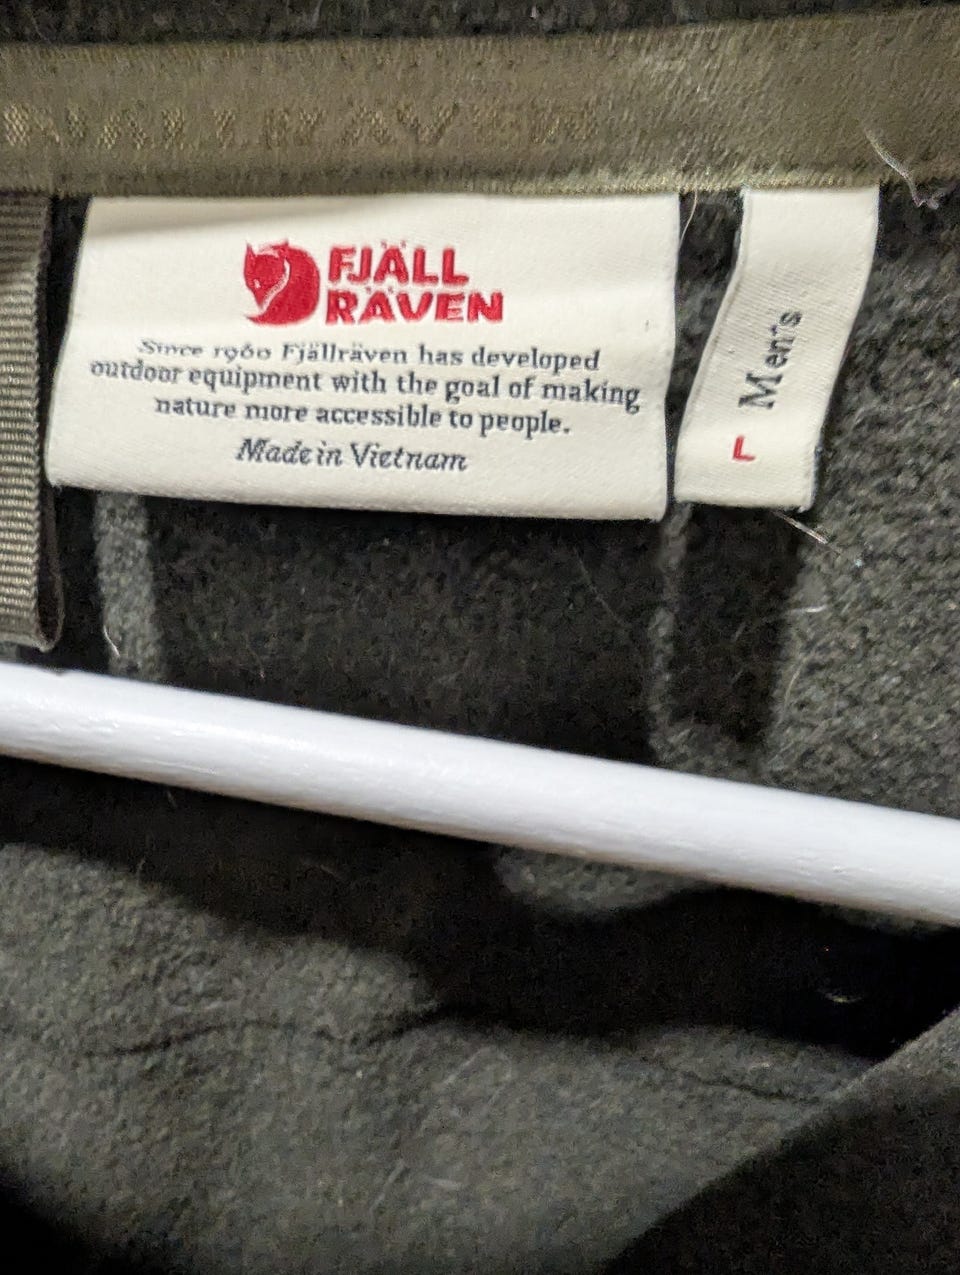 FJÄLL
RÄVEN
Since 1960 Fjällräven has developed
outdoor equipment with the goal of making
nature more accessible to people.
Made in Vietnam
Men's
L